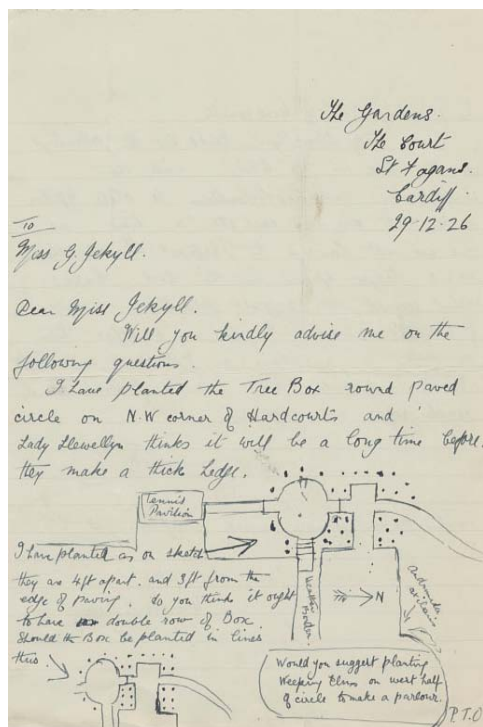 The Gardens.
The Court
St Fagans.
Cardiff.
29-12-26
To
Miss G. Jekyll.
Dear Miss Jekyll.
Will you kindly advise me on the
following questions.
I have planted the Tree Box round paved
circle on N.W corner of Hardcourts and
Lady Llewellyn thinks it will be a long time before
they make a thick hedge.
Tennis
Pavilion
I have planted as on sketch
they are 4ft apart. and 3ft from the
edge of paving. do you think it ought
to have double row of Box.
Should the Box be planted in lines
thus.
Border
N
Would you suggest planting
Weeping Elms on west half
of circle to make a parlour.
P.T.O